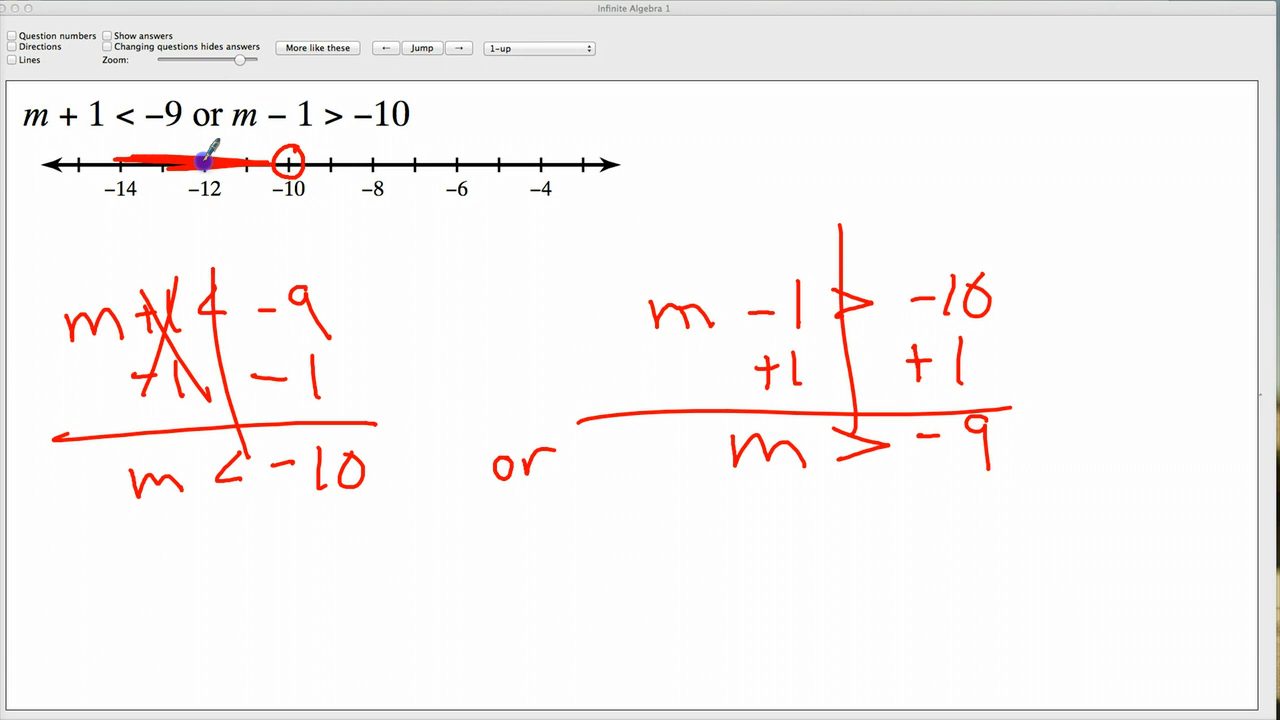 Infinite Algebra 1
Question numbers Show answers
Directions Changing questions hides answers More like these ← Jump → 1-up
Lines Zoom:
m + 1 < −9 or m − 1 > −10
−14 −12 −10 −8 −6 −4
m + 1 < − 9 m − 1 > −10
− 1 − 1 + 1 + 1
m < −10 or m > − 9